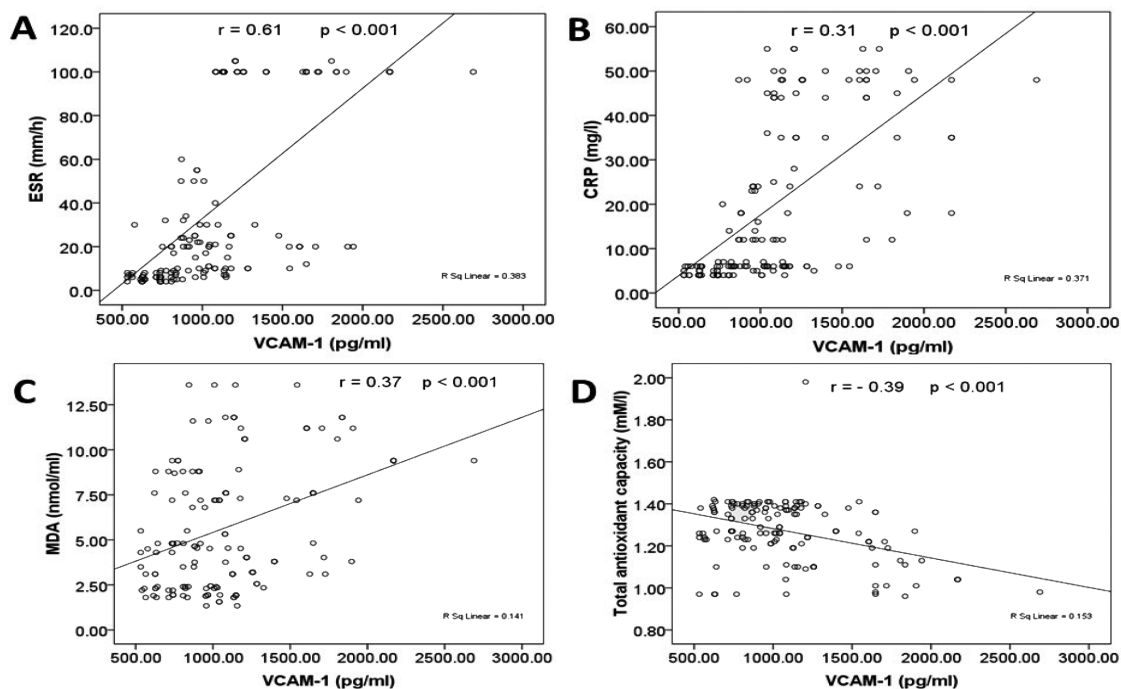 A
r = 0.61 p < 0.001
ESR (mm/h)
120.0
100.0
80.0
60.0
40.0
20.0
0.0
R Sq Linear = 0.383
500.00 1000.00 1500.00 2000.00 2500.00 3000.00
VCAM-1 (pg/ml)
B
r = 0.31 p < 0.001
CRP (mg/l)
60.00
50.00
40.00
30.00
20.00
10.00
0.00
R Sq Linear = 0.371
500.00 1000.00 1500.00 2000.00 2500.00 3000.00
VCAM-1 (pg/ml)
C
r = 0.37 p < 0.001
MDA (nmol/ml)
12.50
10.00
7.50
5.00
2.50
0.00
R Sq Linear = 0.141
500.00 1000.00 1500.00 2000.00 2500.00 3000.00
VCAM-1 (pg/ml)
D
r = - 0.39 p < 0.001
Total antioxidant capacity (mM/l)
2.00
1.80
1.60
1.40
1.20
1.00
0.80
R Sq Linear = 0.153
500.00 1000.00 1500.00 2000.00 2500.00 3000.00
VCAM-1 (pg/ml)